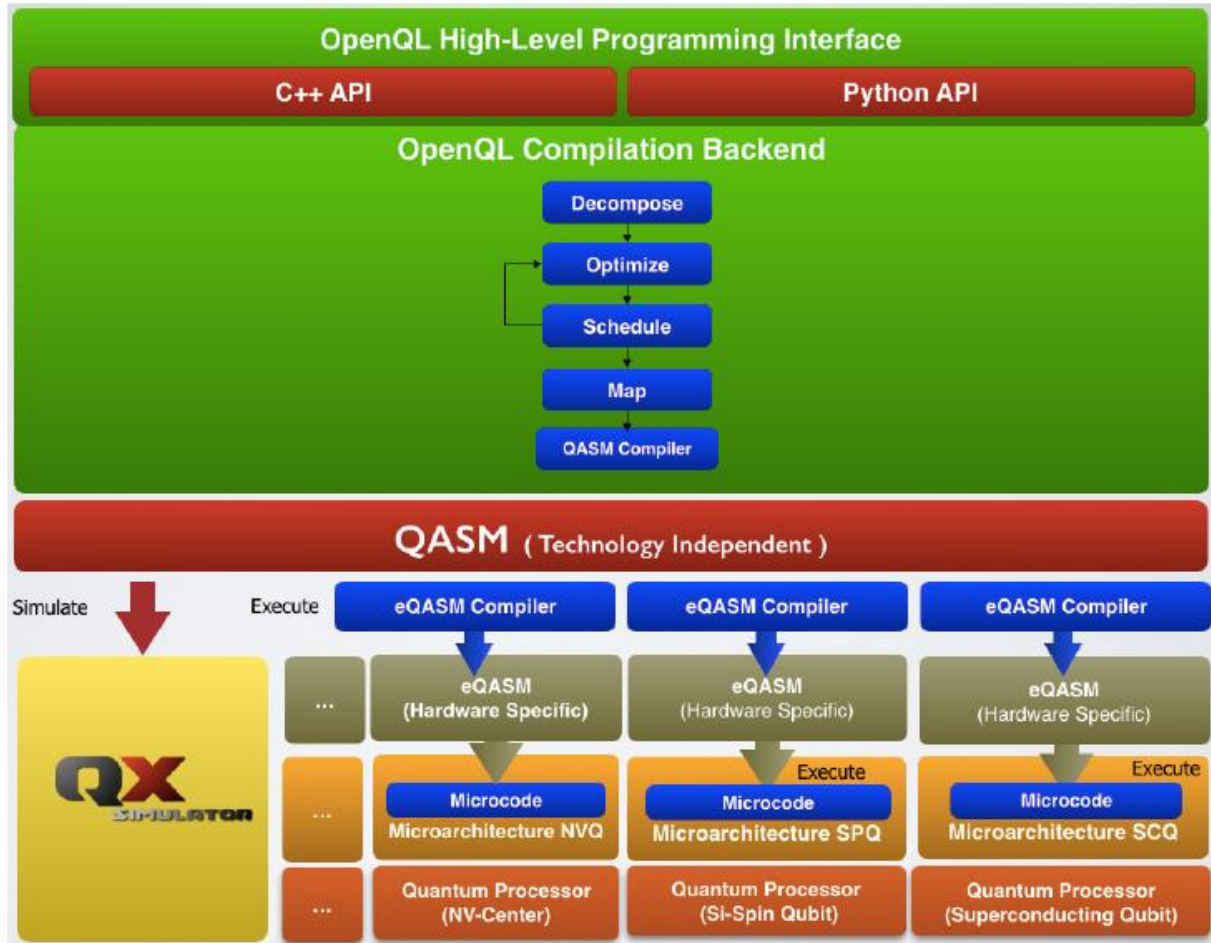 OpenQL High-Level Programming Interface
C++ API
Python API
OpenQL Compilation Backend
Decompose
Optimize
Schedule
Map
QASM Compiler
QASM ( Technology Independent )
Simulate
Execute
eQASM Compiler
eQASM Compiler
eQASM Compiler
...
eQASM
(Hardware Specific)
eQASM
(Hardware Specific)
eQASM
(Hardware Specific)
QX
SIMULATOR
...
Microcode
Microarchitecture NVQ
Execute
Microcode
Microarchitecture SPQ
Execute
Microcode
Microarchitecture SCQ
...
Quantum Processor
(NV-Center)
Quantum Processor
(Si-Spin Qubit)
Quantum Processor
(Superconducting Qubit)